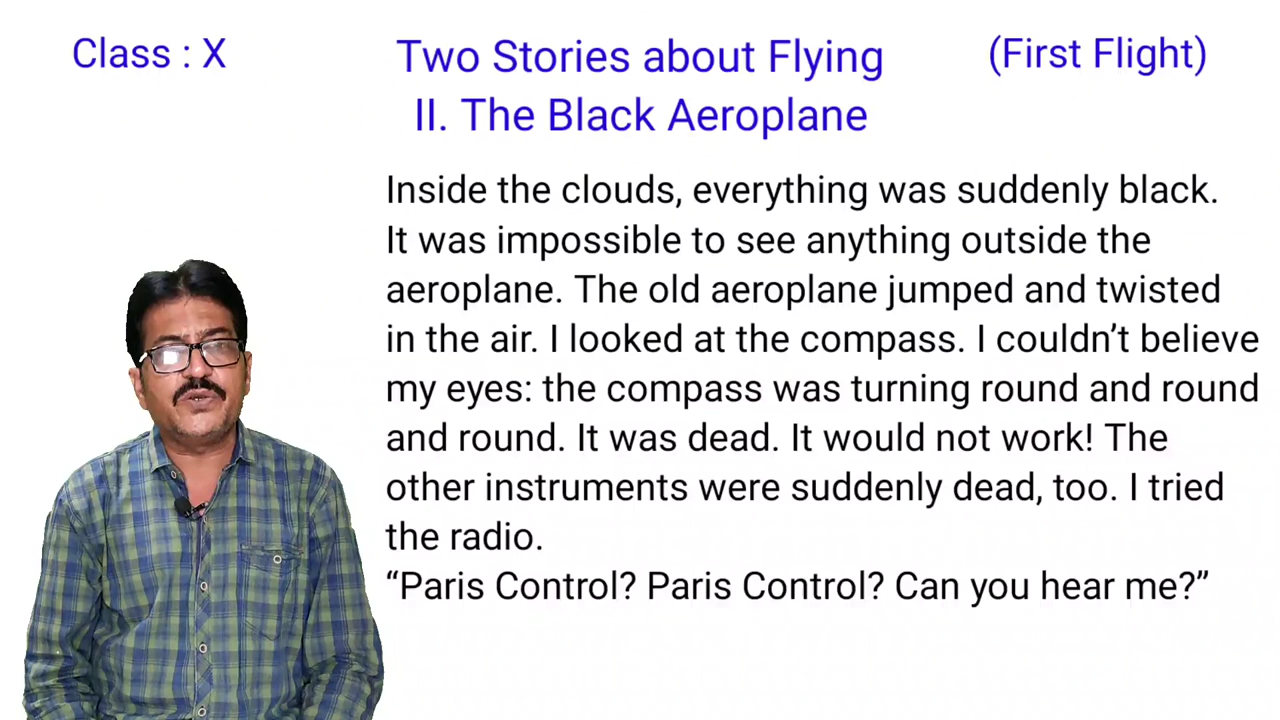 Class : X
Two Stories about Flying
(First Flight)
II. The Black Aeroplane
Inside the clouds, everything was suddenly black.
It was impossible to see anything outside the
aeroplane. The old aeroplane jumped and twisted
in the air. I looked at the compass. I couldn’t believe
my eyes: the compass was turning round and round
and round. It was dead. It would not work! The
other instruments were suddenly dead, too. I tried
the radio.
“Paris Control? Paris Control? Can you hear me?”